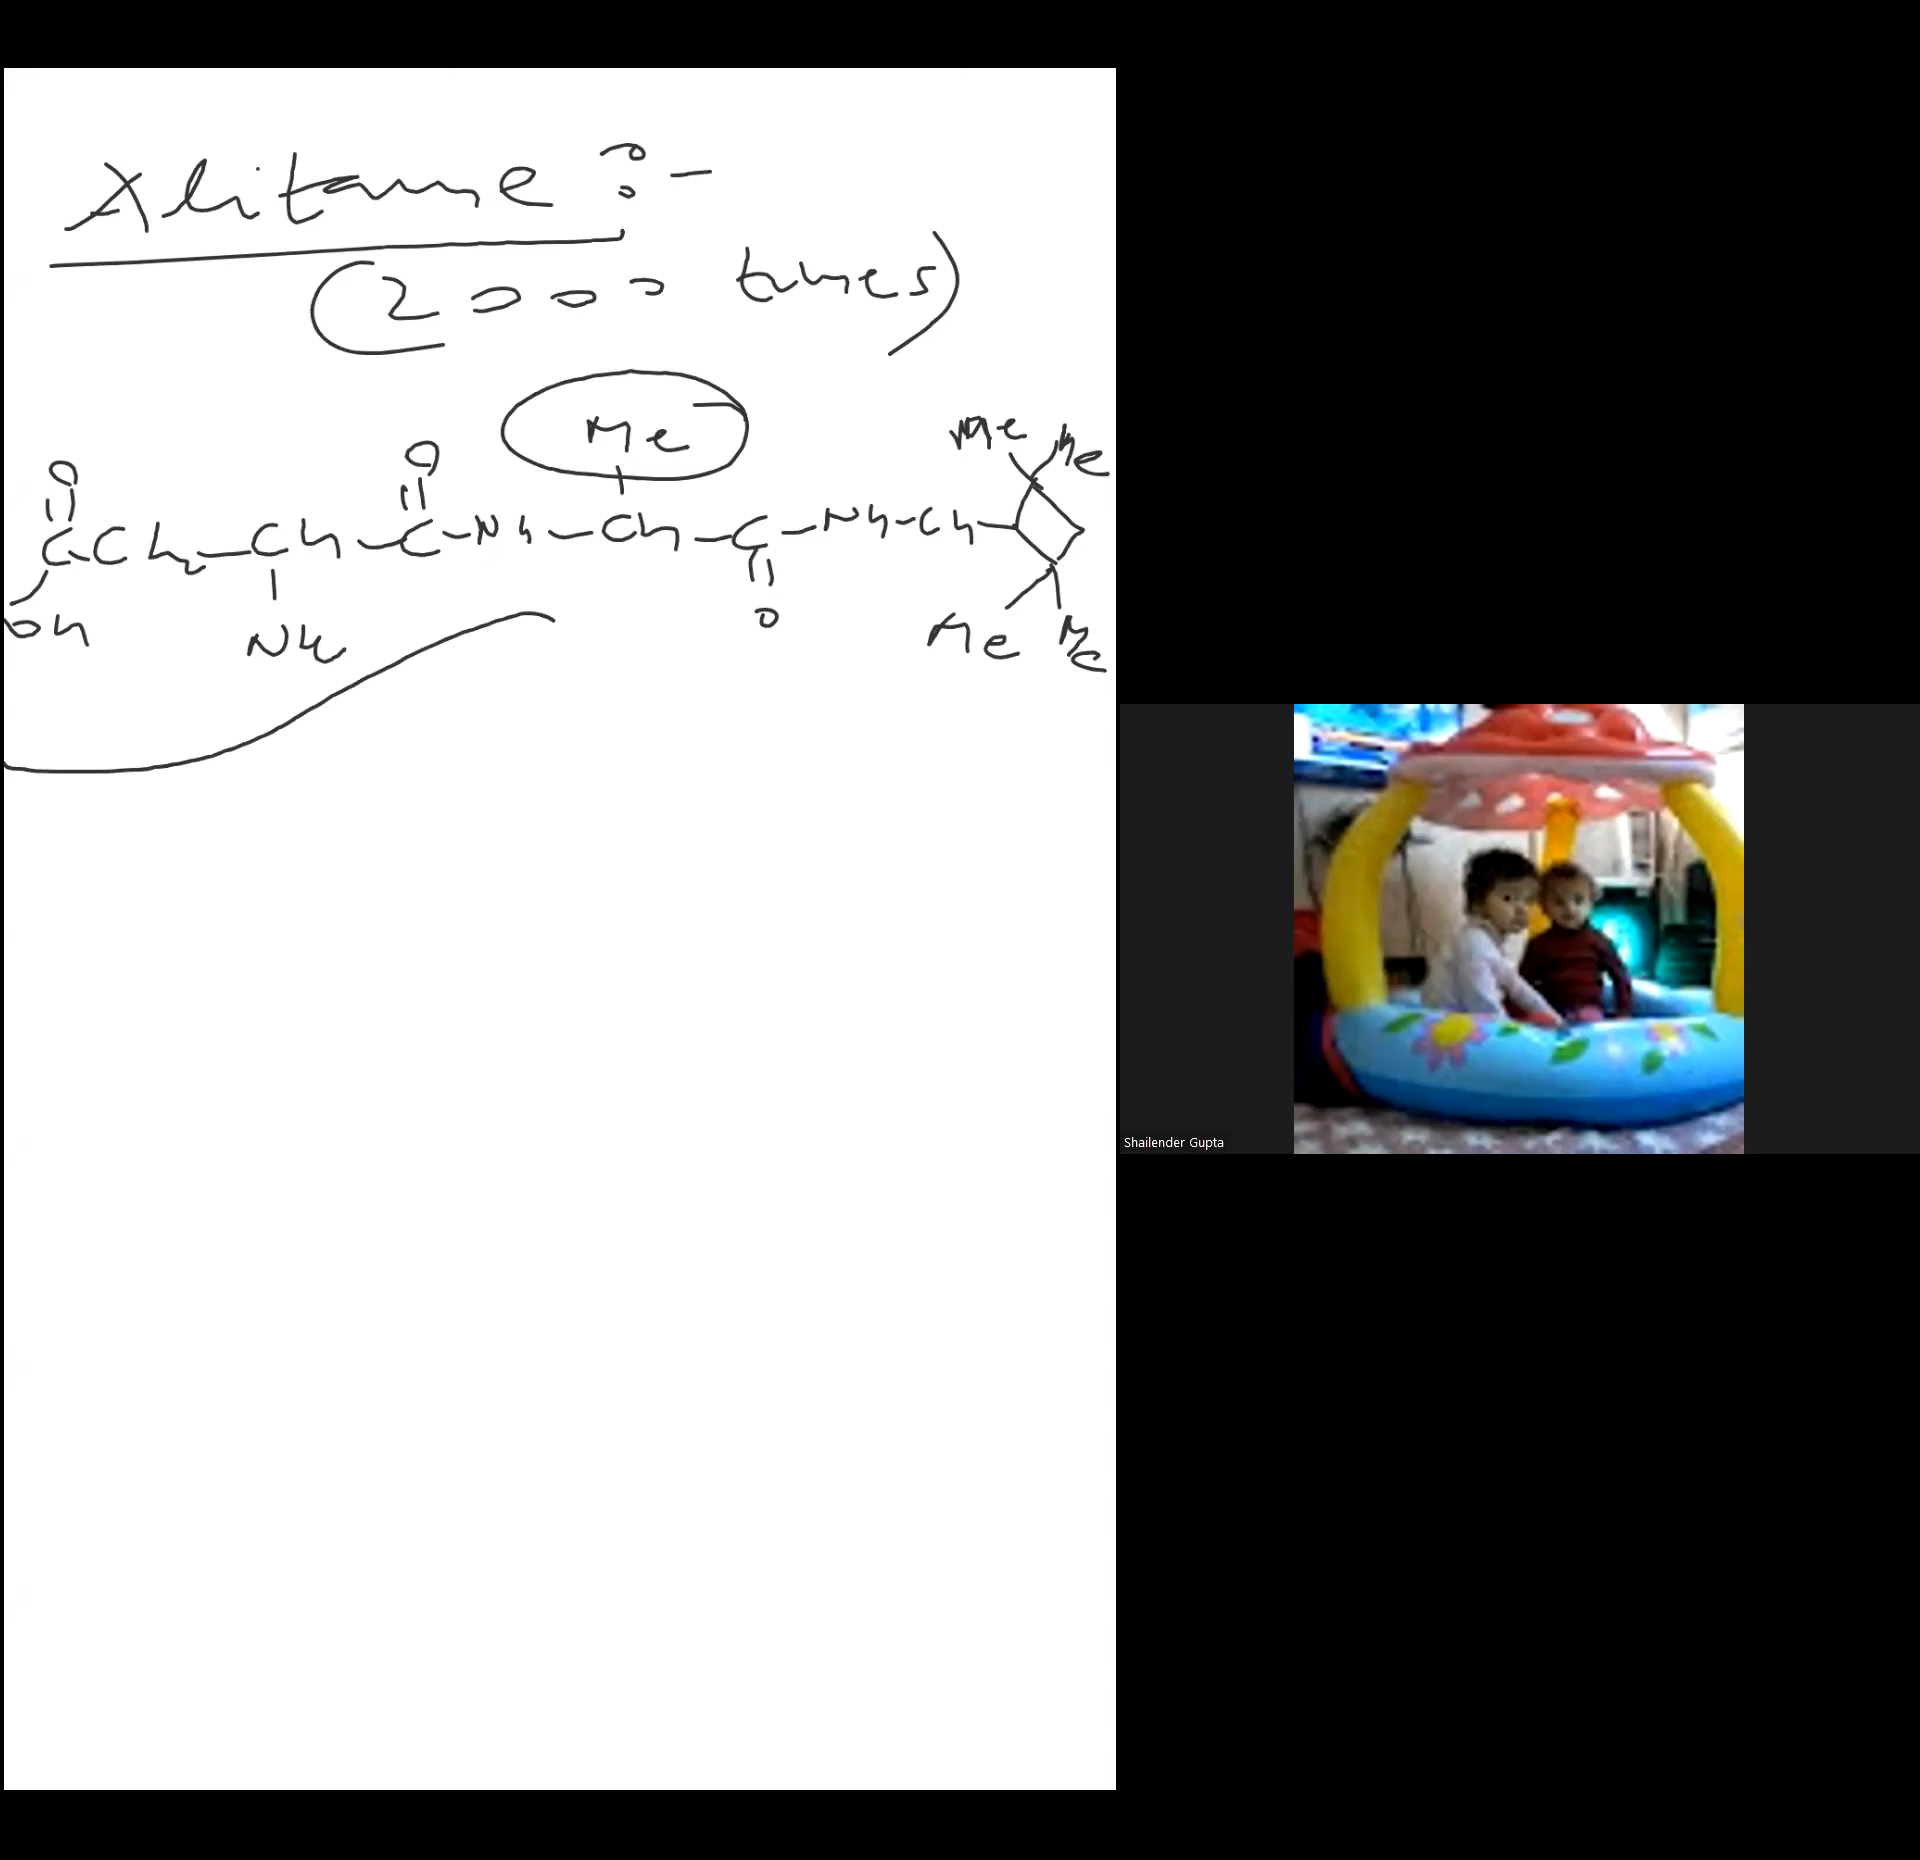 Alitame :-
(2000 times)
Me
Me Me
O O
C CH2 — CH — C — NH — CH — C — NH — CH
OH NH2 O Me Me
Shailender Gupta